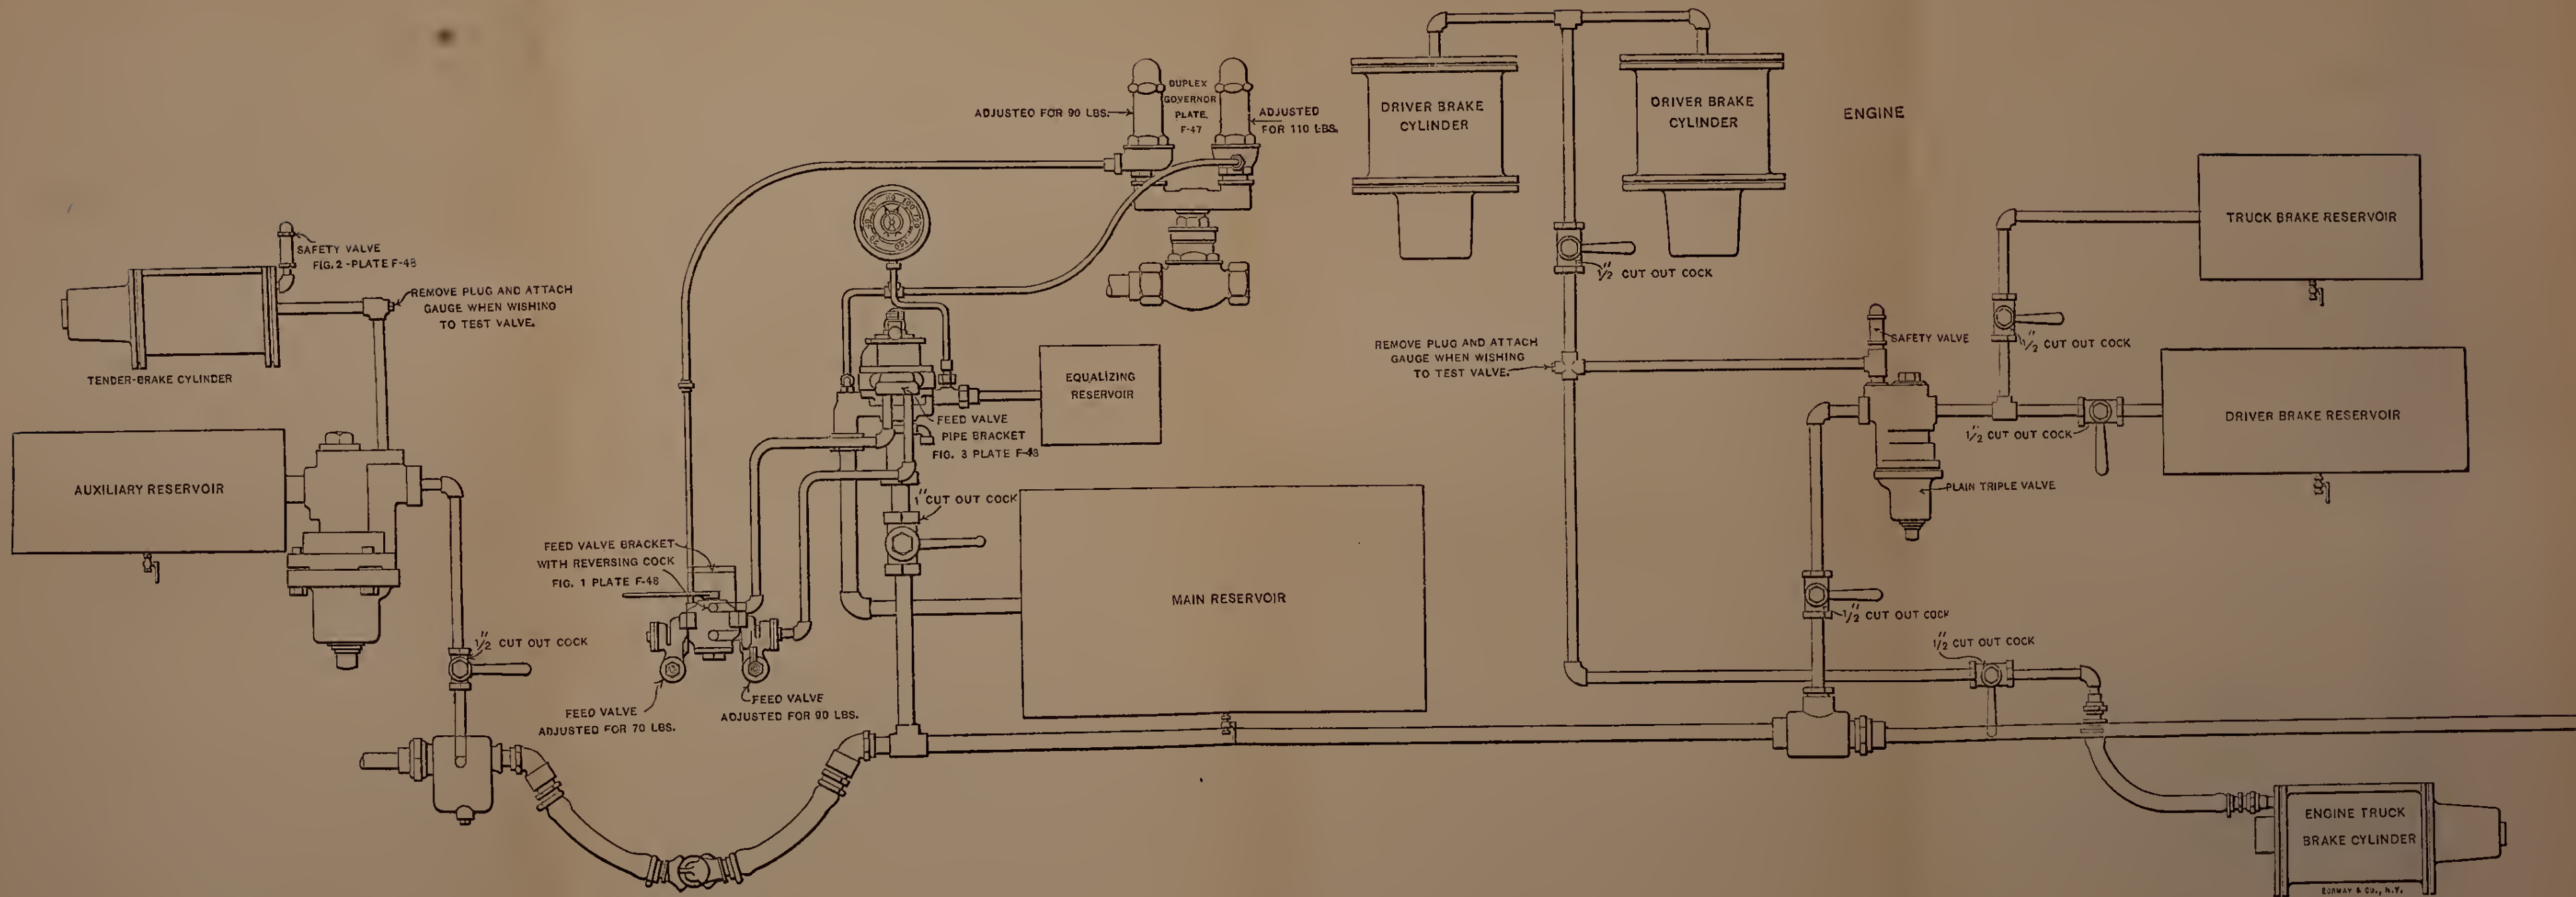 SAFETY VALVE
FIG. 2-PLATE F-48
REMOVE PLUG AND ATTACH
GAUGE WHEN WISHING
TO TEST VALVE.
TENDER-BRAKE CYLINDER
AUXILIARY RESERVOIR
1/2" CUT OUT COCK
ADJUSTED FOR 90 LBS.
DUPLEX
GOVERNOR
PLATE
F-47
ADJUSTED
FOR 110 LBS.
EQUALIZING
RESERVOIR
FEED VALVE
PIPE BRACKET
FIG. 3 PLATE F-48
1" CUT OUT COCK
FEED VALVE BRACKET
WITH REVERSING COCK
FIG. 1 PLATE F-48
FEED VALVE
ADJUSTED FOR 70 LBS.
FEED VALVE
ADJUSTED FOR 90 LBS.
MAIN RESERVOIR
DRIVER BRAKE
CYLINDER
DRIVER BRAKE
CYLINDER
ENGINE
1/2" CUT OUT COCK
REMOVE PLUG AND ATTACH
GAUGE WHEN WISHING
TO TEST VALVE.
SAFETY VALVE
TRUCK BRAKE RESERVOIR
1/2" CUT OUT COCK
DRIVER BRAKE RESERVOIR
1/2" CUT OUT COCK
PLAIN TRIPLE VALVE
1/2" CUT OUT COCK
1/2" CUT OUT COCK
ENGINE TRUCK
BRAKE CYLINDER